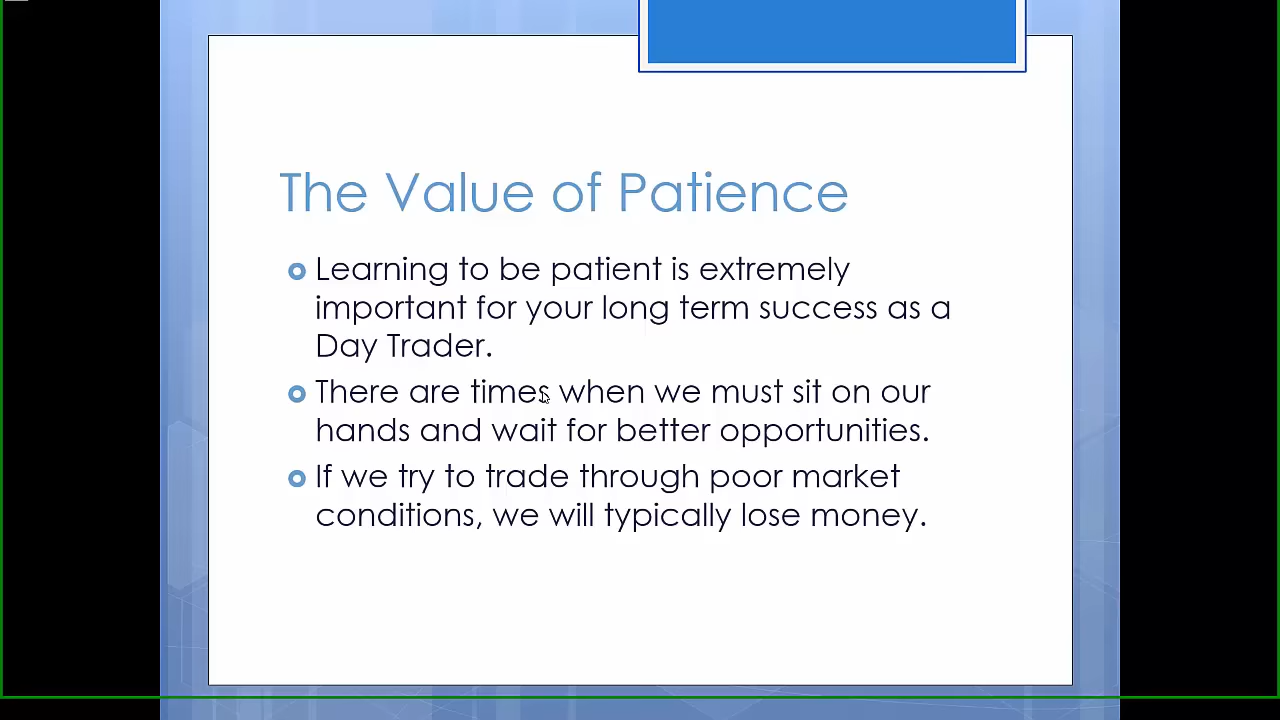 The Value of Patience
Learning to be patient is extremely
important for your long term success as a
Day Trader.
There are times when we must sit on our
hands and wait for better opportunities.
If we try to trade through poor market
conditions, we will typically lose money.